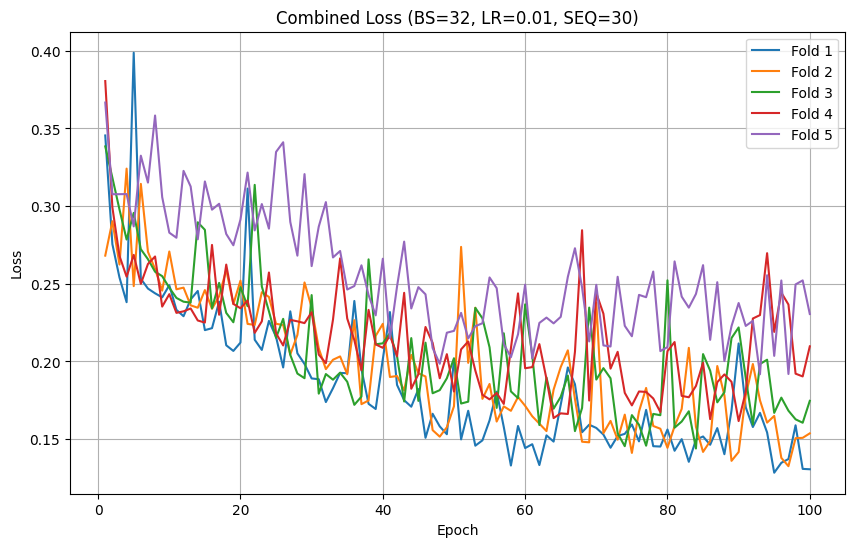 Combined Loss (BS=32, LR=0.01, SEQ=30)
Fold 1
Fold 2
Fold 3
Fold 4
Fold 5
Loss
0.40
0.35
0.30
0.25
0.20
0.15
0
20
40
60
80
100
Epoch